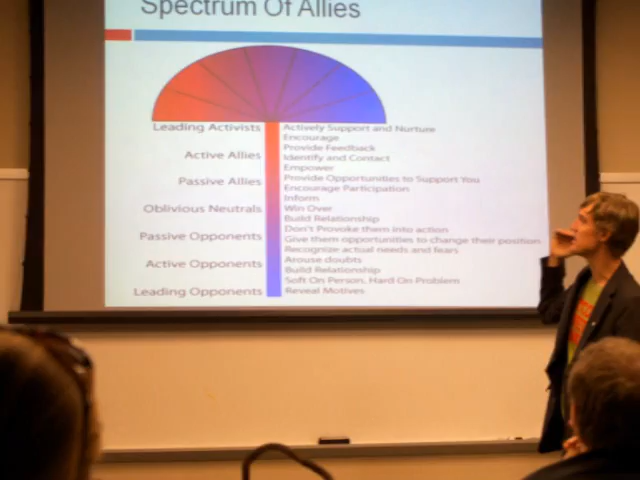 Spectrum Of Allies
Leading Activists
Active Allies
Passive Allies
Oblivious Neutrals
Passive Opponents
Active Opponents
Leading Opponents
Actively Support and Nurture
Encourage
Provide Feedback
Identify and Contact
Empower
Provide Opportunities to Support You
Encourage Participation
Inform
Win Over
Build Relationship
Don't Provoke them into action
Give them opportunities to change their position
Recognize actual needs and fears
Arouse doubts
Build Relationship
Soft On Person, Hard On Problem
Reveal Motives